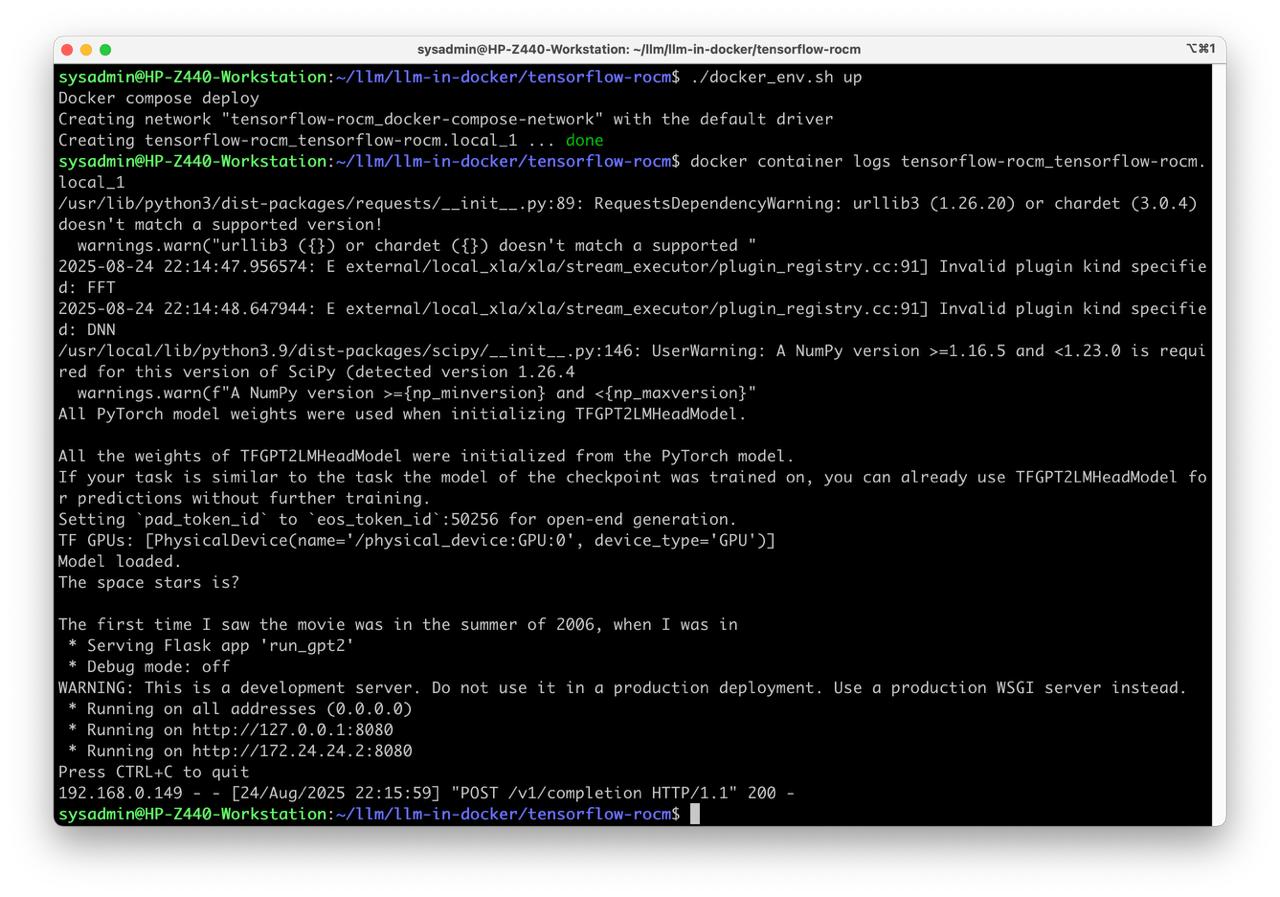 sysadmin@HP-Z440-Workstation: ~/llm/llm-in-docker/tensorflow-rocm
⌥⌘1
sysadmin@HP-Z440-Workstation:~/llm/llm-in-docker/tensorflow-rocm$ ./docker_env.sh up
Docker compose deploy
Creating network "tensorflow-rocm_docker-compose-network" with the default driver
Creating tensorflow-rocm_tensorflow-rocm.local_1 ... done
sysadmin@HP-Z440-Workstation:~/llm/llm-in-docker/tensorflow-rocm$ docker container logs tensorflow-rocm_tensorflow-rocm.
local_1
/usr/lib/python3/dist-packages/requests/__init__.py:89: RequestsDependencyWarning: urllib3 (1.26.20) or chardet (3.0.4)
doesn't match a supported version!
  warnings.warn("urllib3 ({}) or chardet ({}) doesn't match a supported "
2025-08-24 22:14:47.956574: E external/local_xla/xla/stream_executor/plugin_registry.cc:91] Invalid plugin kind specifie
d: FFT
2025-08-24 22:14:48.647944: E external/local_xla/xla/stream_executor/plugin_registry.cc:91] Invalid plugin kind specifie
d: DNN
/usr/local/lib/python3.9/dist-packages/scipy/__init__.py:146: UserWarning: A NumPy version >=1.16.5 and <1.23.0 is requi
red for this version of SciPy (detected version 1.26.4
  warnings.warn(f"A NumPy version >={np_minversion} and <{np_maxversion}"
All PyTorch model weights were used when initializing TFGPT2LMHeadModel.

All the weights of TFGPT2LMHeadModel were initialized from the PyTorch model.
If your task is similar to the task the model of the checkpoint was trained on, you can already use TFGPT2LMHeadModel fo
r predictions without further training.
Setting `pad_token_id` to `eos_token_id`:50256 for open-end generation.
TF GPUs: [PhysicalDevice(name='/physical_device:GPU:0', device_type='GPU')]
Model loaded.
The space stars is?

The first time I saw the movie was in the summer of 2006, when I was in
 * Serving Flask app 'run_gpt2'
 * Debug mode: off
WARNING: This is a development server. Do not use it in a production deployment. Use a production WSGI server instead.
 * Running on all addresses (0.0.0.0)
 * Running on http://127.0.0.1:8080
 * Running on http://172.24.24.2:8080
Press CTRL+C to quit
192.168.0.149 - - [24/Aug/2025 22:15:59] "POST /v1/completion HTTP/1.1" 200 -
sysadmin@HP-Z440-Workstation:~/llm/llm-in-docker/tensorflow-rocm$